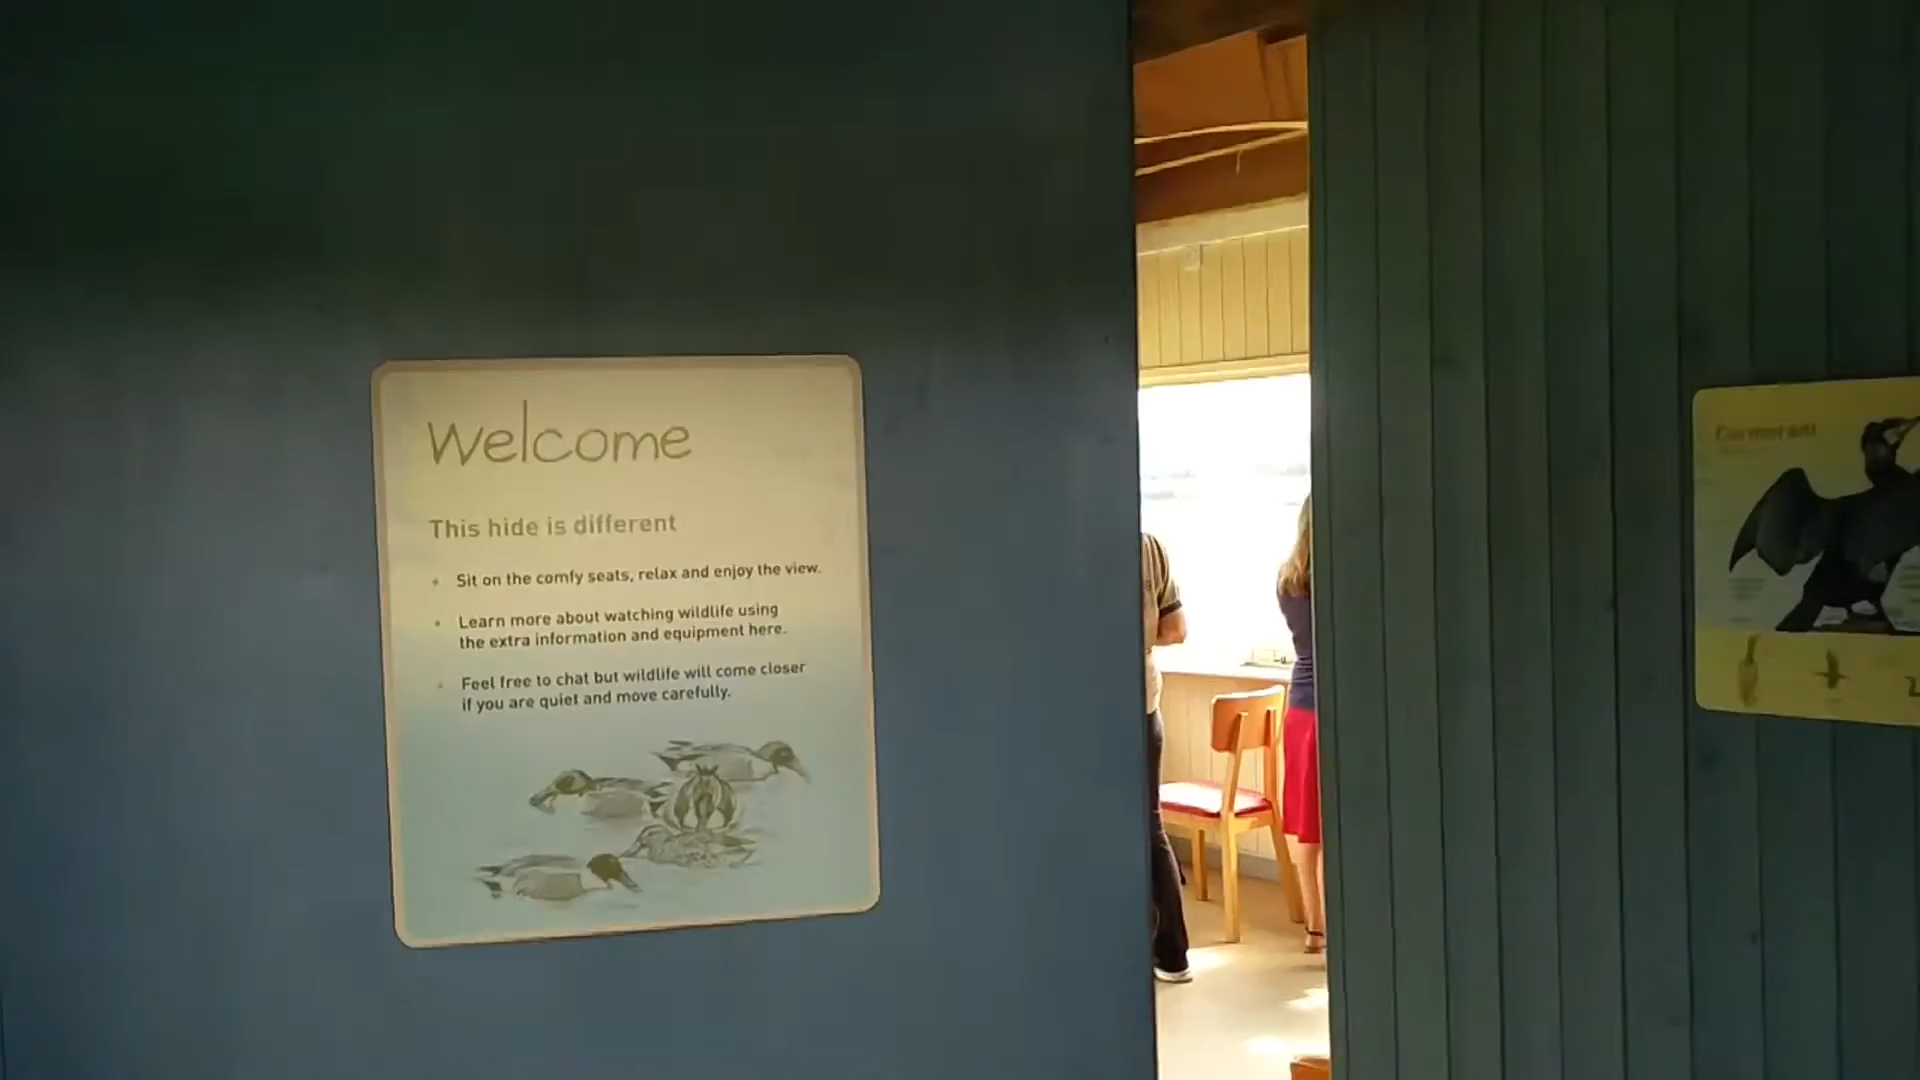 Welcome
This hide is different
• Sit on the comfy seats, relax and enjoy the view.
• Learn more about watching wildlife using
the extra information and equipment here.
• Feel free to chat but wildlife will come closer
if you are quiet and move carefully.
Cormorant